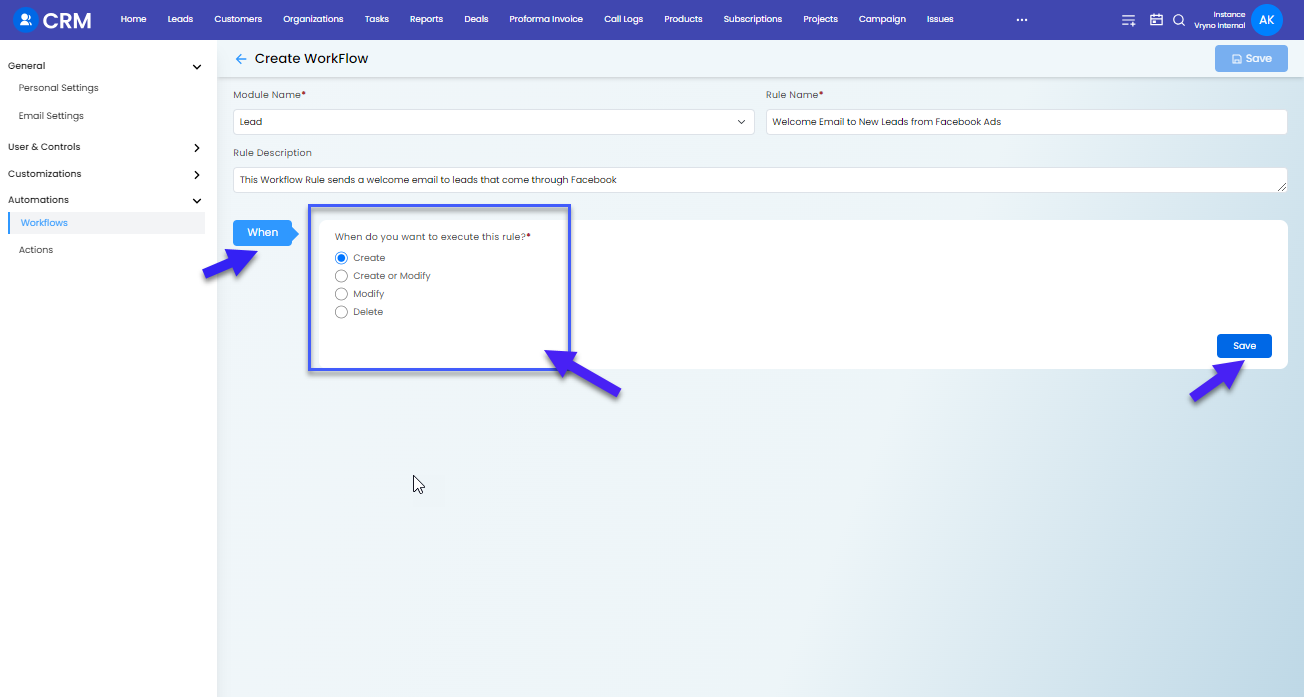 CRM
Home Leads Customers Organizations Tasks Reports Deals Proforma Invoice Call Logs Products Subscriptions Projects Campaign Issues ...
Instance
Vryno Internal
AK
General
Personal Settings
Email Settings
User & Controls
Customizations
Automations
Workflows
Actions
Create WorkFlow
Save
Module Name*
Rule Name*
Lead
Welcome Email to New Leads from Facebook Ads
Rule Description
This Workflow Rule sends a welcome email to leads that come through Facebook
When
When do you want to execute this rule?*
Create
Create or Modify
Modify
Delete
Save